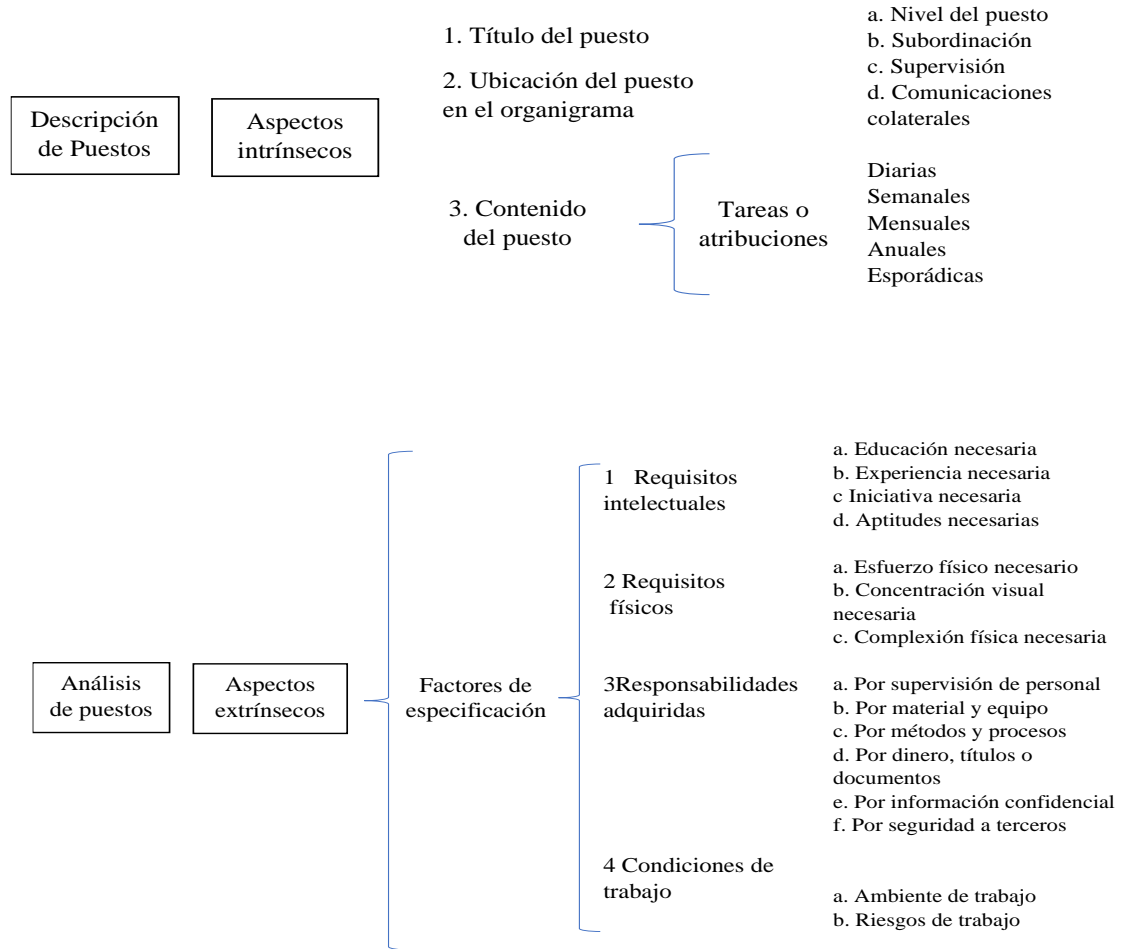 Descripción
de Puestos
Aspectos
intrínsecos
1. Título del puesto
2. Ubicación del puesto
en el organigrama
a. Nivel del puesto
b. Subordinación
c. Supervisión
d. Comunicaciones
colaterales
3. Contenido
del puesto
Tareas o
atribuciones
Diarias
Semanales
Mensuales
Anuales
Esporádicas
Análisis
de puestos
Aspectos
extrínsecos
Factores de
especificación
1 Requisitos
intelectuales
a. Educación necesaria
b. Experiencia necesaria
c Iniciativa necesaria
d. Aptitudes necesarias
2 Requisitos
físicos
a. Esfuerzo físico necesario
b. Concentración visual
necesaria
c. Complexión física necesaria
3Responsabilidades
adquiridas
a. Por supervisión de personal
b. Por material y equipo
c. Por métodos y procesos
d. Por dinero, títulos o
documentos
e. Por información confidencial
f. Por seguridad a terceros
4 Condiciones de
trabajo
a. Ambiente de trabajo
b. Riesgos de trabajo